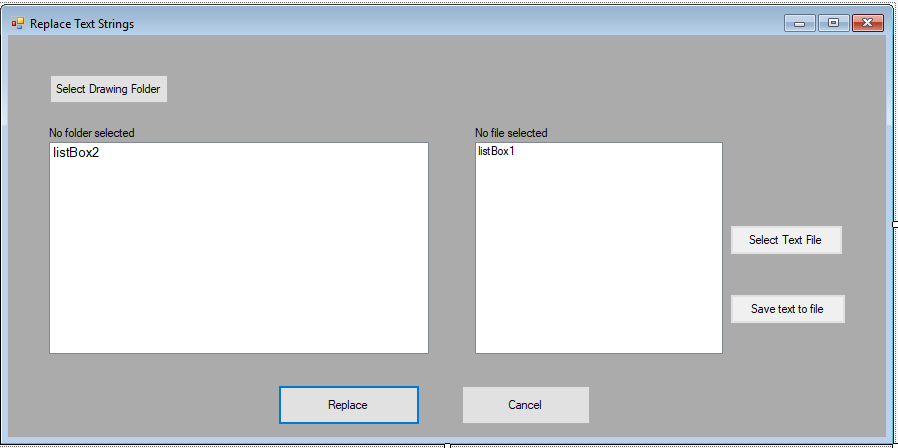 Replace Text Strings
Select Drawing Folder
No folder selected
No file selected
listBox2
listBox1
Select Text File
Save text to file
Replace
Cancel